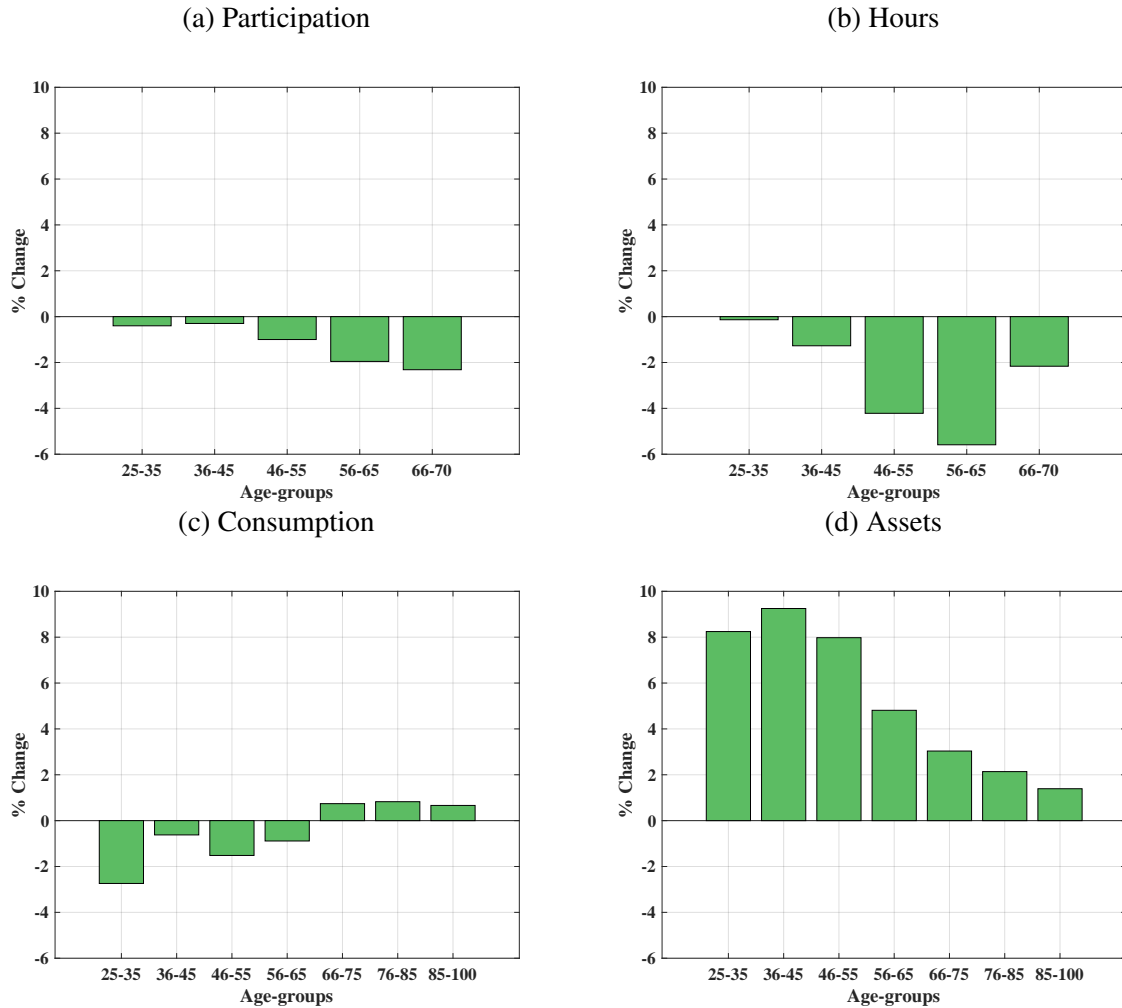 (a) Participation
10
8
6
4
2
0
-2
-4
-6
% Change
25-35 36-45 46-55 56-65 66-70
Age-groups
(b) Hours
10
8
6
4
2
0
-2
-4
-6
% Change
25-35 36-45 46-55 56-65 66-70
Age-groups
(c) Consumption
10
8
6
4
2
0
-2
-4
-6
% Change
25-35 36-45 46-55 56-65 66-75 76-85 85-100
Age-groups
(d) Assets
10
8
6
4
2
0
-2
-4
-6
% Change
25-35 36-45 46-55 56-65 66-75 76-85 85-100
Age-groups